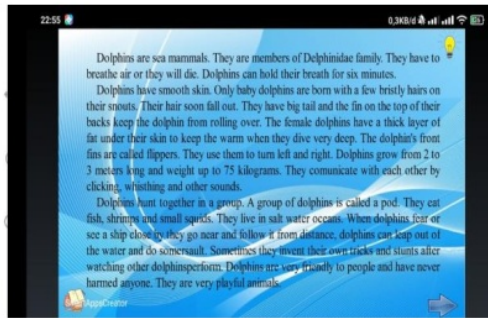 22:55 0,3KB/d
Dolphins are sea mammals. They are members of Delphinidae family. They have to
breathe air or they will die. Dolphins can hold their breath for six minutes.
Dolphins have smooth skin. Only baby dolphins are born with a few bristly hairs on
their snouts. Their hair soon fall out. They have big tail and the fin on the top of their
backs keep the dolphin from rolling over. The female dolphins have a thick layer of
fat under their skin to keep the warm when they dive very deep. The dolphin's front
fins are called flippers. They use them to turn left and right. Dolphins grow from 2 to
3 meters long and weight up to 75 kilograms. They comunicate with each other by
clicking, whisthing and other sounds.
Dolphins hunt together in a group. A group of dolphins is called a pod. They eat
fish, shrimps and small squids. They live in salt water oceans. When dolphins fear or
see a ship close by they go near and follow it from distance, dolphins can leap out of
the water and do somersault. Sometimes they invent their own tricks and stunts after
watching other dolphinsperform. Dolphins are very friendly to people and have never
harmed anyone. They are very playful animals.
AppsCreator